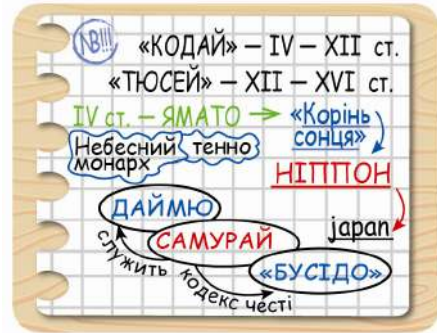 NB!!! «КОДАЙ» – IV – XII ст.
«ТЮСЕЙ» – XII – XVI ст.
IV ст. – ЯМАТО → «Корінь
сонця»
Небесний тенно
монарх
НІППОН
japan
ДАЙМЮ
САМУРАЙ
«БУСІДО»
служить
кодекс честі